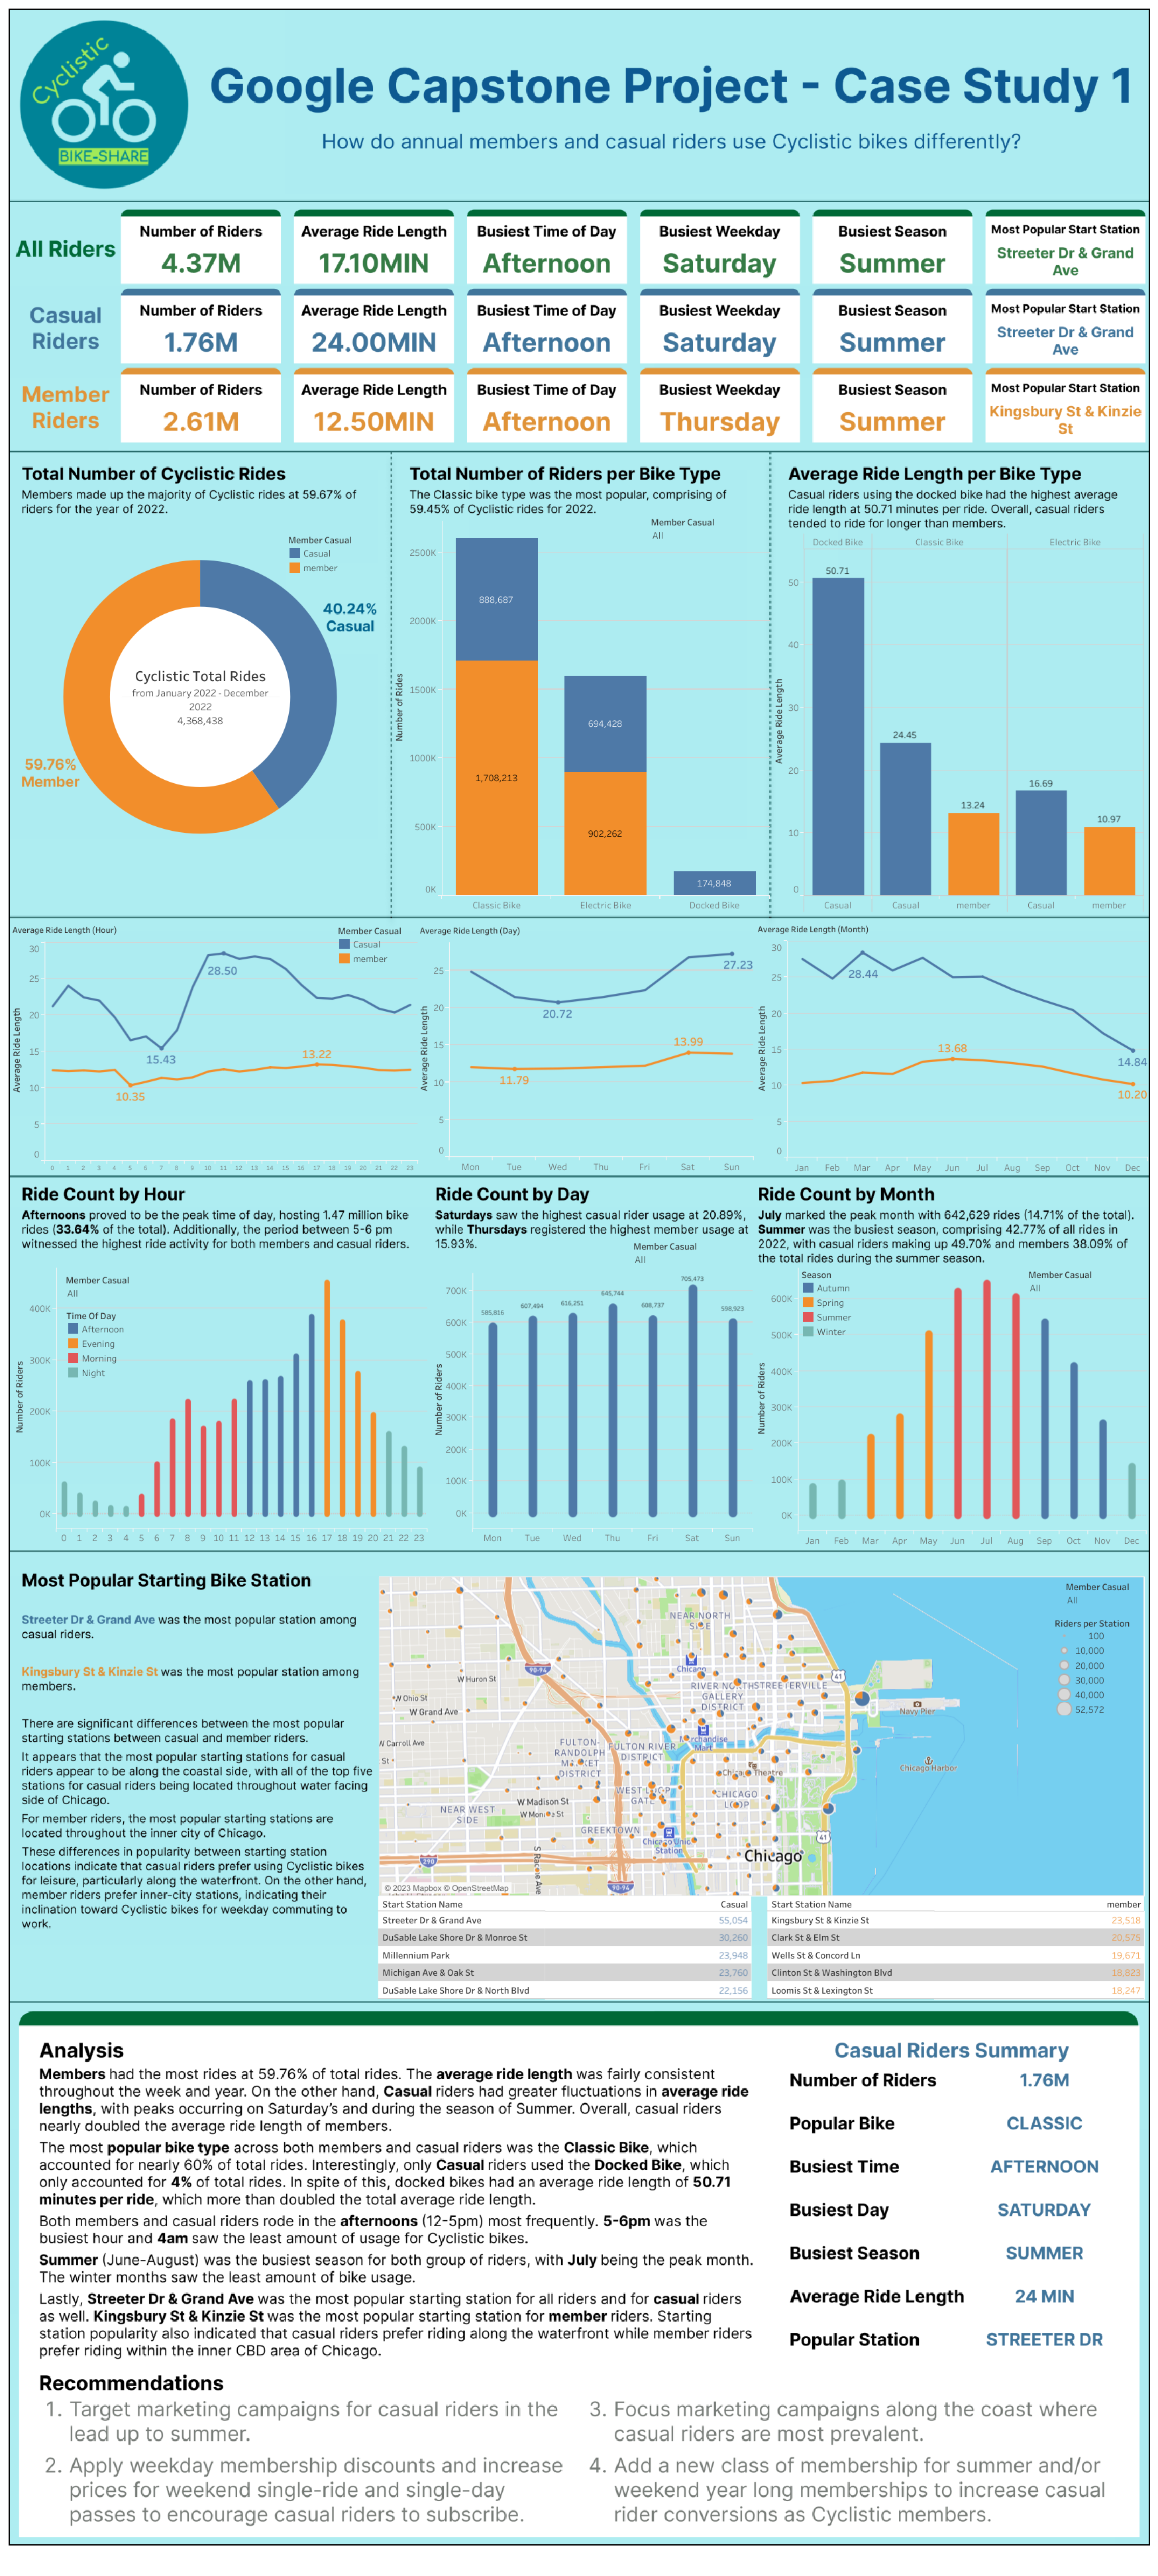 Cyclistic
BIKE-SHARE
Google Capstone Project - Case Study 1
How do annual members and casual riders use Cyclistic bikes differently?
All Riders
Number of Riders
4.37M
Average Ride Length
17.10MIN
Busiest Time of Day
Afternoon
Busiest Weekday
Saturday
Busiest Season
Summer
Most Popular Start Station
Streeter Dr & Grand
Ave
Casual
Riders
Number of Riders
1.76M
Average Ride Length
24.00MIN
Busiest Time of Day
Afternoon
Busiest Weekday
Saturday
Busiest Season
Summer
Most Popular Start Station
Streeter Dr & Grand
Ave
Member
Riders
Number of Riders
2.61M
Average Ride Length
12.50MIN
Busiest Time of Day
Afternoon
Busiest Weekday
Thursday
Busiest Season
Summer
Most Popular Start Station
Kingsbury St & Kinzie
St
Total Number of Cyclistic Rides
Members made up the majority of Cyclistic rides at 59.67% of
riders for the year of 2022.
Member Casual
Casual
member
40.24%
Casual
Cyclistic Total Rides
from January 2022 - December
2022
4,368,438
59.76%
Member
Total Number of Riders per Bike Type
The Classic bike type was the most popular, comprising of
59.45% of Cyclistic rides for 2022.
Member Casual
All
Number of Rides
2500K
2000K
1500K
1000K
500K
0K
888,687
1,708,213
694,428
902,262
174,848
Classic Bike
Electric Bike
Docked Bike
Average Ride Length per Bike Type
Casual riders using the docked bike had the highest average
ride length at 50.71 minutes per ride. Overall, casual riders
tended to ride for longer than members.
Docked Bike
Classic Bike
Electric Bike
Average Ride Length
50
40
30
20
10
0
50.71
24.45
13.24
16.69
10.97
Casual
Casual
member
Casual
member
Average Ride Length (Hour)
Member Casual
Casual
member
Average Ride Length
30
25
20
15
10
5
0
28.50
15.43
13.22
10.35
0 1 2 3 4 5 6 7 8 9 10 11 12 13 14 15 16 17 18 19 20 21 22 23
Average Ride Length (Day)
Average Ride Length
25
20
15
10
5
0
27.23
20.72
13.99
11.79
Mon Tue Wed Thu Fri Sat Sun
Average Ride Length (Month)
Average Ride Length
30
25
20
15
10
5
0
28.44
13.68
14.84
10.20
Jan Feb Mar Apr May Jun Jul Aug Sep Oct Nov Dec
Ride Count by Hour
Afternoons proved to be the peak time of day, hosting 1.47 million bike
rides (33.64% of the total). Additionally, the period between 5-6 pm
witnessed the highest ride activity for both members and casual riders.
Member Casual
All
Time Of Day
Afternoon
Evening
Morning
Night
Number of Riders
400K
300K
200K
100K
0K
0 1 2 3 4 5 6 7 8 9 10 11 12 13 14 15 16 17 18 19 20 21 22 23
Ride Count by Day
Saturdays saw the highest casual rider usage at 20.89%,
while Thursdays registered the highest member usage at
15.93%.
Member Casual
All
Number of Riders
700K
600K
500K
400K
300K
200K
100K
0K
585,816
607,494
616,251
645,744
608,737
705,473
598,923
Mon Tue Wed Thu Fri Sat Sun
Ride Count by Month
July marked the peak month with 642,629 rides (14.71% of the total).
Summer was the busiest season, comprising 42.77% of all rides in
2022, with casual riders making up 49.70% and members 38.09% of
the total rides during the summer season.
Season
Autumn
Spring
Summer
Winter
Member Casual
All
Number of Riders
600K
500K
400K
300K
200K
100K
0K
Jan Feb Mar Apr May Jun Jul Aug Sep Oct Nov Dec
Most Popular Starting Bike Station
Streeter Dr & Grand Ave was the most popular station among
casual riders.
Kingsbury St & Kinzie St was the most popular station among
members.
There are significant differences between the most popular
starting stations between casual and member riders.
It appears that the most popular starting stations for casual
riders appear to be along the coastal side, with all of the top five
stations for casual riders being located throughout water facing
side of Chicago.
For member riders, the most popular starting stations are
located throughout the inner city of Chicago.
These differences in popularity between starting station
locations indicate that casual riders prefer using Cyclistic bikes
for leisure, particularly along the waterfront. On the other hand,
member riders prefer inner-city stations, indicating their
inclination toward Cyclistic bikes for weekday commuting to
work.
Member Casual
All
Riders per Station
100
10,000
20,000
30,000
40,000
52,572
NEAR NORTH
SIDE
90-94
W Huron St
Chicago
41
RIVER NORTH
GALLERY
DISTRICT
STREETERVILLE
W Ohio St
W Grand Ave
Navy Pier
W Carroll Ave
St
FULTON-
RANDOLPH
MARKET
DISTRICT
FULTON RIVER
DISTRICT
Merchandise
Mart
Chicago Theatre
Chicago Harbor
WEST LOOP
GATE
W Madison St
W Monroe St
CHICAGO
LOOP
NEAR WEST
SIDE
GREEKTOWN
Chicago Union
Station
41
S Racine Ave
Chicago
290
90-94
© 2023 Mapbox © OpenStreetMap
Start Station Name Casual
Streeter Dr & Grand Ave 55,054
DuSable Lake Shore Dr & Monroe St 30,260
Millennium Park 23,948
Michigan Ave & Oak St 23,760
DuSable Lake Shore Dr & North Blvd 22,156
Start Station Name member
Kingsbury St & Kinzie St 23,518
Clark St & Elm St 20,575
Wells St & Concord Ln 19,671
Clinton St & Washington Blvd 18,823
Loomis St & Lexington St 18,247
Analysis
Members had the most rides at 59.76% of total rides. The average ride length was fairly consistent
throughout the week and year. On the other hand, Casual riders had greater fluctuations in average ride
lengths, with peaks occurring on Saturday's and during the season of Summer. Overall, casual riders
nearly doubled the average ride length of members.
The most popular bike type across both members and casual riders was the Classic Bike, which
accounted for nearly 60% of total rides. Interestingly, only Casual riders used the Docked Bike, which
only accounted for 4% of total rides. In spite of this, docked bikes had an average ride length of 50.71
minutes per ride, which more than doubled the total average ride length.
Both members and casual riders rode in the afternoons (12-5pm) most frequently. 5-6pm was the
busiest hour and 4am saw the least amount of usage for Cyclistic bikes.
Summer (June-August) was the busiest season for both group of riders, with July being the peak month.
The winter months saw the least amount of bike usage.
Lastly, Streeter Dr & Grand Ave was the most popular starting station for all riders and for casual riders
as well. Kingsbury St & Kinzie St was the most popular starting station for member riders. Starting
station popularity also indicated that casual riders prefer riding along the waterfront while member riders
prefer riding within the inner CBD area of Chicago.
Casual Riders Summary
Number of Riders 1.76M
Popular Bike CLASSIC
Busiest Time AFTERNOON
Busiest Day SATURDAY
Busiest Season SUMMER
Average Ride Length 24 MIN
Popular Station STREETER DR
Recommendations
1. Target marketing campaigns for casual riders in the
lead up to summer.
2. Apply weekday membership discounts and increase
prices for weekend single-ride and single-day
passes to encourage casual riders to subscribe.
3. Focus marketing campaigns along the coast where
casual riders are most prevalent.
4. Add a new class of membership for summer and/or
weekend year long memberships to increase casual
rider conversions as Cyclistic members.